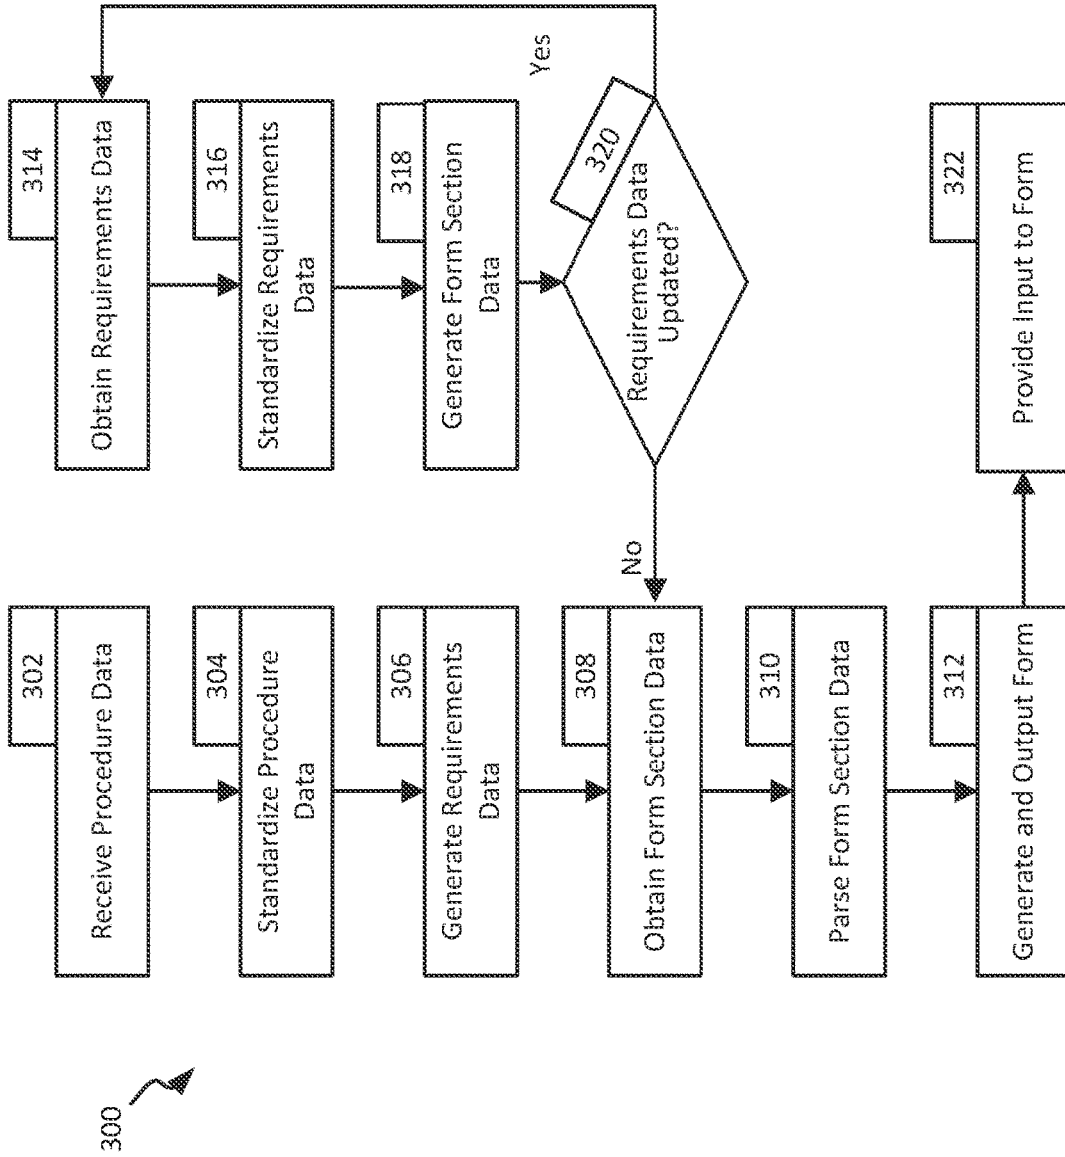 300
302
Receive Procedure Data
304
Standardize Procedure
Data
306
Generate Requirements
Data
308
Obtain Form Section Data
310
Parse Form Section Data
312
Generate and Output Form
314
Obtain Requirements Data
316
Standardize Requirements
Data
318
Generate Form Section
Data
320
Requirements Data
Updated?
Yes
No
322
Provide Input to Form